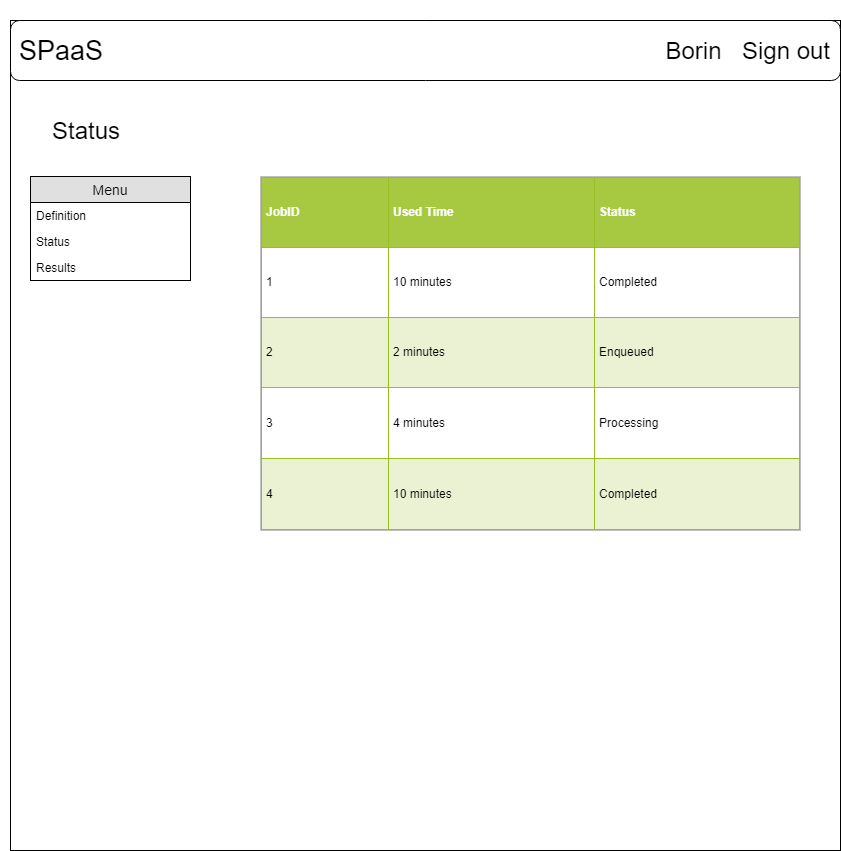 SPaaS Borin Sign out
Status
Menu
Definition
Status
Results
JobID Used Time Status
1 10 minutes Completed
2 2 minutes Enqueued
3 4 minutes Processing
4 10 minutes Completed